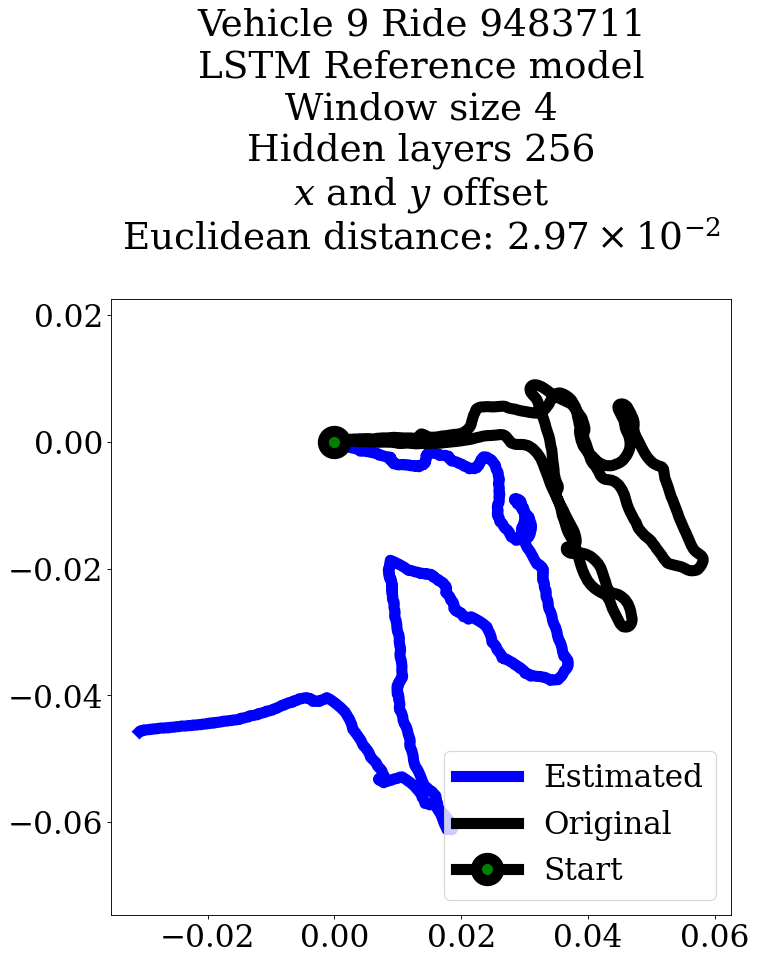 Vehicle 9 Ride 9483711
LSTM Reference model
Window size 4
Hidden layers 256
x and y offset
Euclidean distance: 2.97 × 10⁻²
0.02
0.00
−0.02
−0.04
−0.06
Estimated
Original
Start
−0.02 0.00 0.02 0.04 0.06